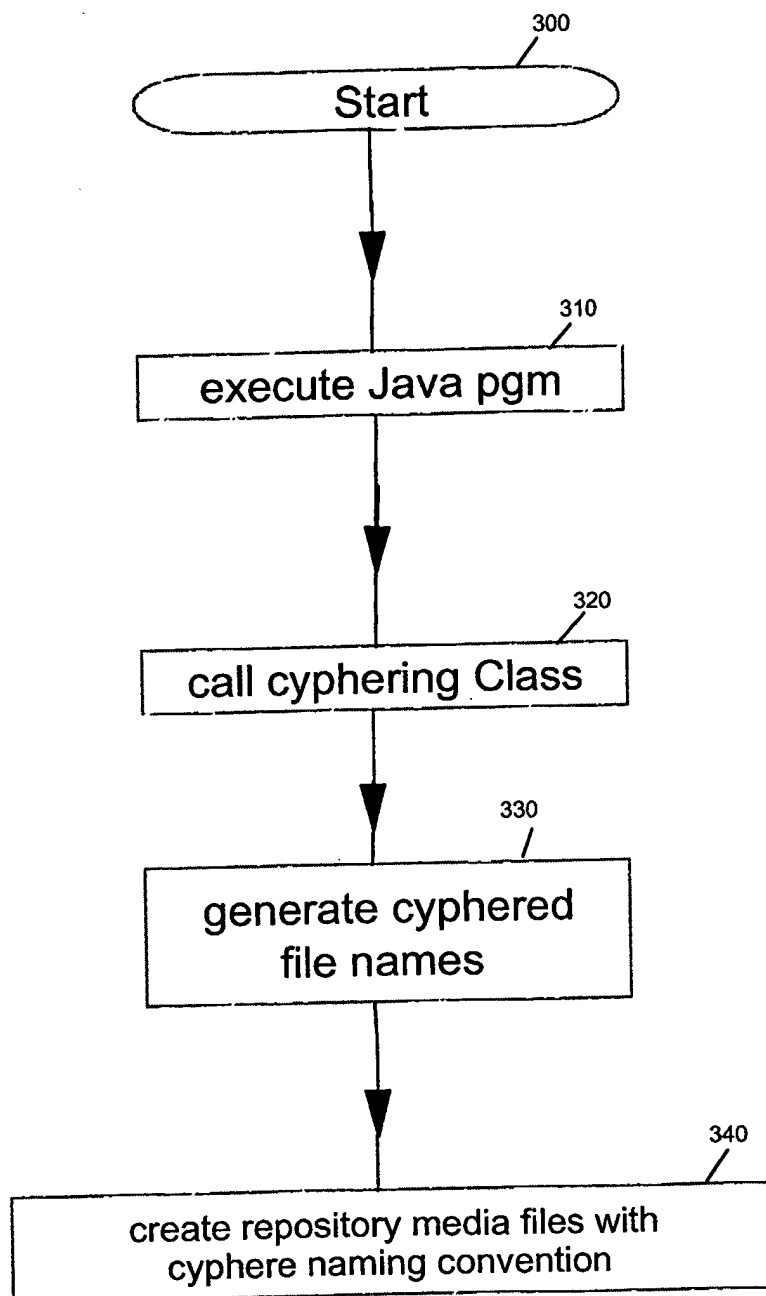 300
Start
310
execute Java pgm
320
call cyphering Class
330
generate cyphered
file names
340
create repository media files with
cyphere naming convention